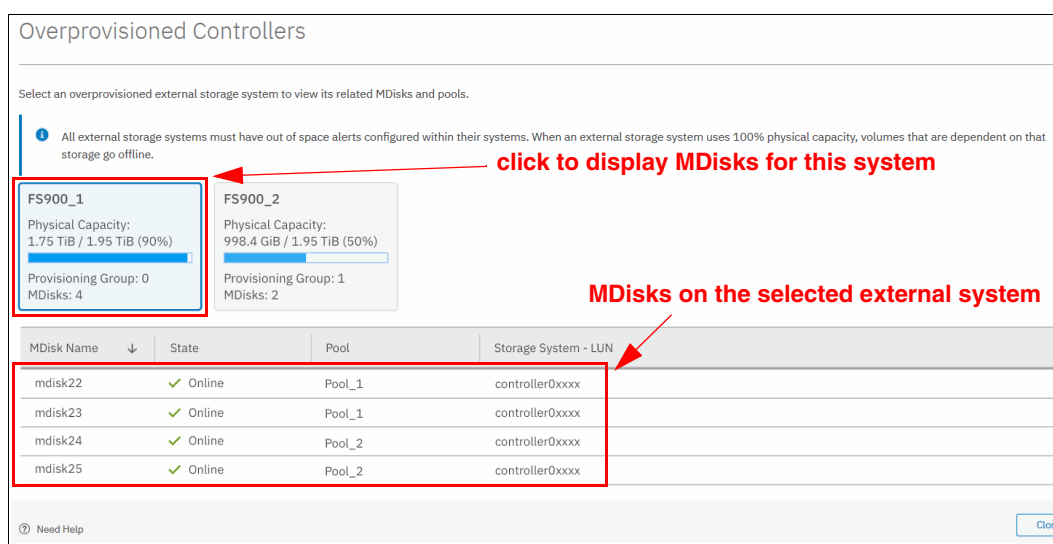 Overprovisioned Controllers
Select an overprovisioned external storage system to view its related MDisks and pools.
All external storage systems must have out of space alerts configured within their systems. When an external storage system uses 100% physical capacity, volumes that are dependent on that
storage go offline.
click to display MDisks for this system
FS900_1
Physical Capacity:
1.75 TiB / 1.95 TiB (90%)
Provisioning Group: 0
MDisks: 4
FS900_2
Physical Capacity:
998.4 GiB / 1.95 TiB (50%)
Provisioning Group: 1
MDisks: 2
MDisks on the selected external system
MDisk Name State Pool Storage System - LUN
mdisk22 Online Pool_1 controller0xxxx
mdisk23 Online Pool_1 controller0xxxx
mdisk24 Online Pool_2 controller0xxxx
mdisk25 Online Pool_2 controller0xxxx
Need Help
Clos